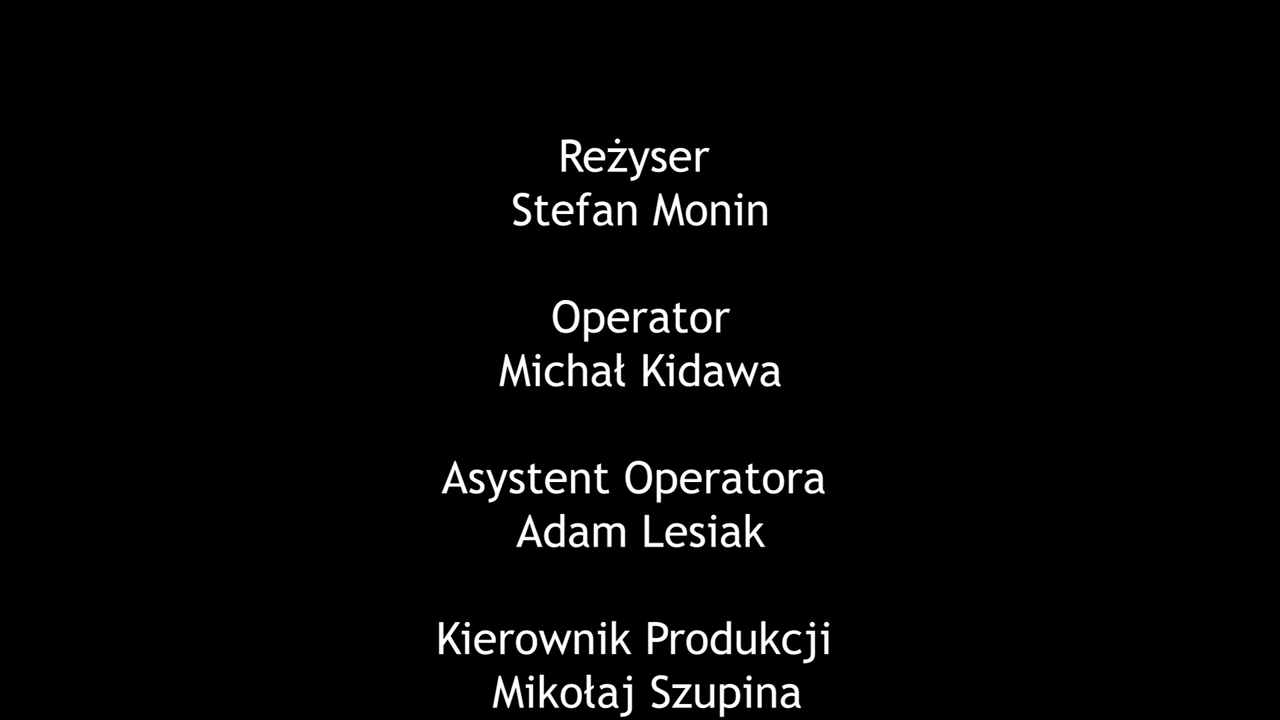 Reżyser
Stefan Monin
Operator
Michał Kidawa
Asystent Operatora
Adam Lesiak
Kierownik Produkcji
Mikołaj Szupina